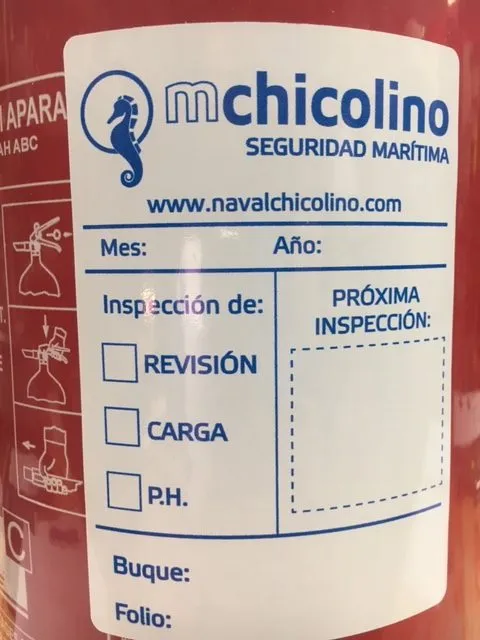 mchicolino
SEGURIDAD MARÍTIMA
www.navalchicolino.com
Mes: Año:
Inspección de:
REVISIÓN
CARGA
P.H.
PRÓXIMA
INSPECCIÓN:
Buque:
Folio:
APARA
AH ABC
C